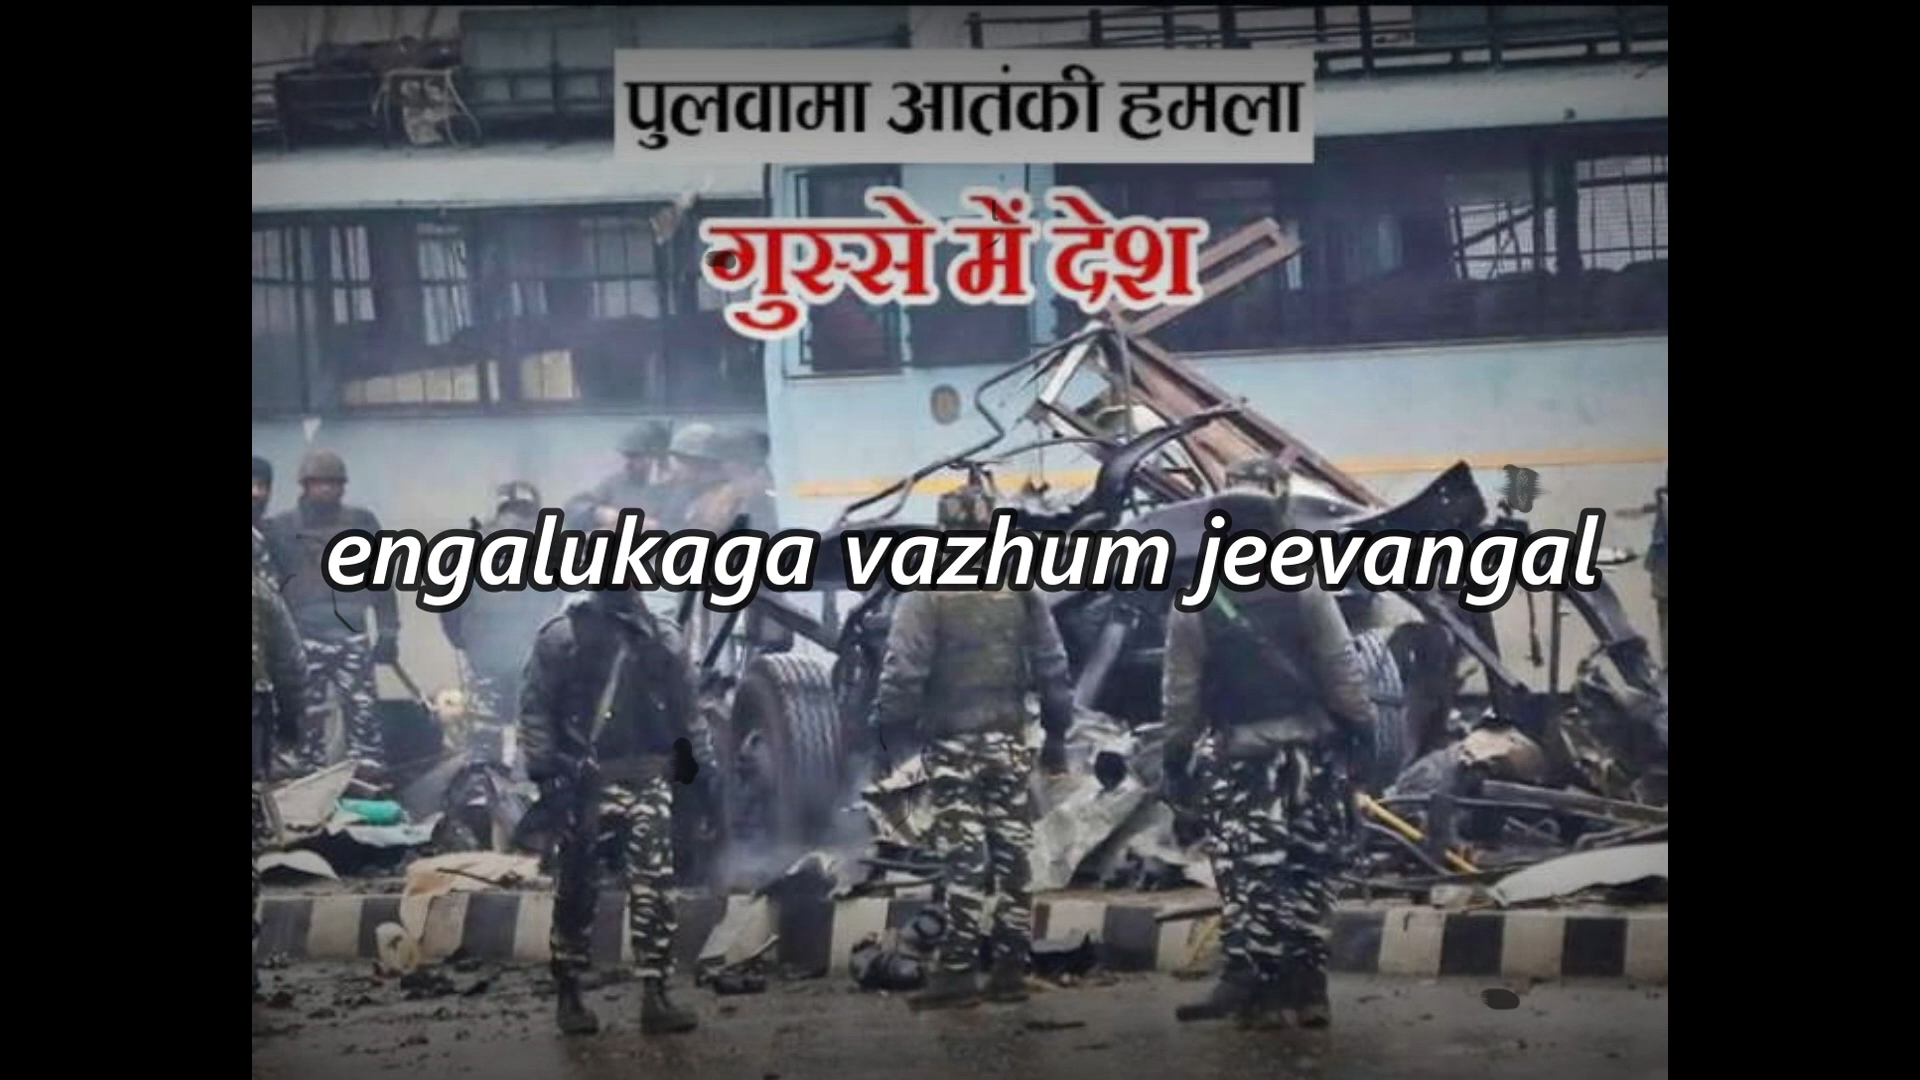 पुलवामा आतंकी हमला
गुस्से में देश
engalukaga vazhum jeevangal